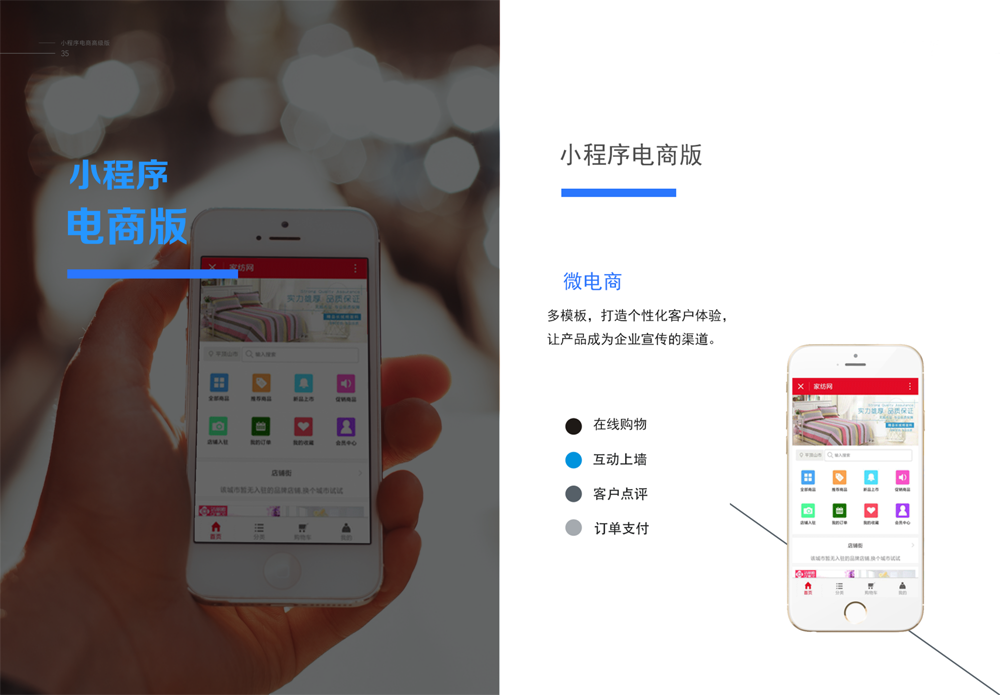 小程序电商高级版
35
小程序
电商版
家纺网
实力雄厚 品质保证
输入搜索
全部商品
推荐商品
新品上市
促销商品
店铺入驻
我的订单
我的收藏
会员中心
店铺街
该城市暂无入驻的品牌店铺,换个城市试试
首页
分类
购物车
我的
小程序电商版
微电商
多模板，打造个性化客户体验，
让产品成为企业宣传的渠道。
在线购物
互动上墙
客户点评
订单支付
家纺网
实力雄厚 品质保证
输入搜索
全部商品
推荐商品
新品上市
促销商品
店铺入驻
我的订单
我的收藏
会员中心
店铺街
该城市暂无入驻的品牌店铺,换个城市试试
首页
分类
购物车
我的